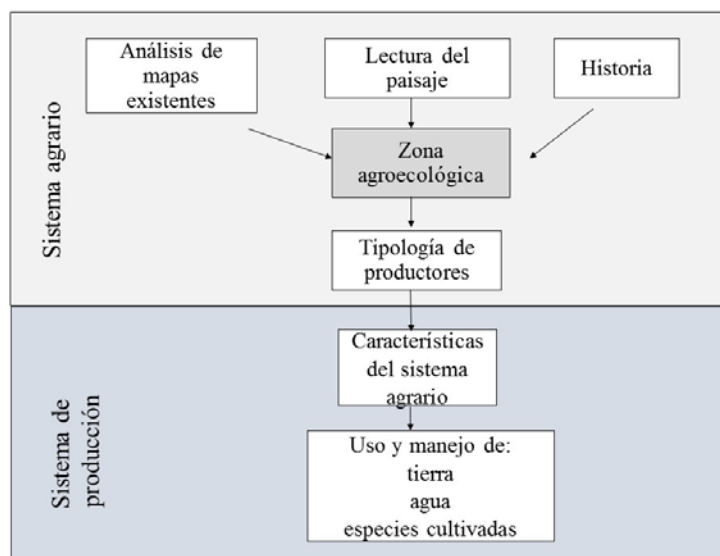 Análisis de
mapas
existentes
Lectura del
paisaje
Historia
Sistema agrario
Zona
agroecológica
Tipología de
productores
Sistema de
producción
Características
del sistema
agrario
Uso y manejo de:
tierra
agua
especies cultivadas